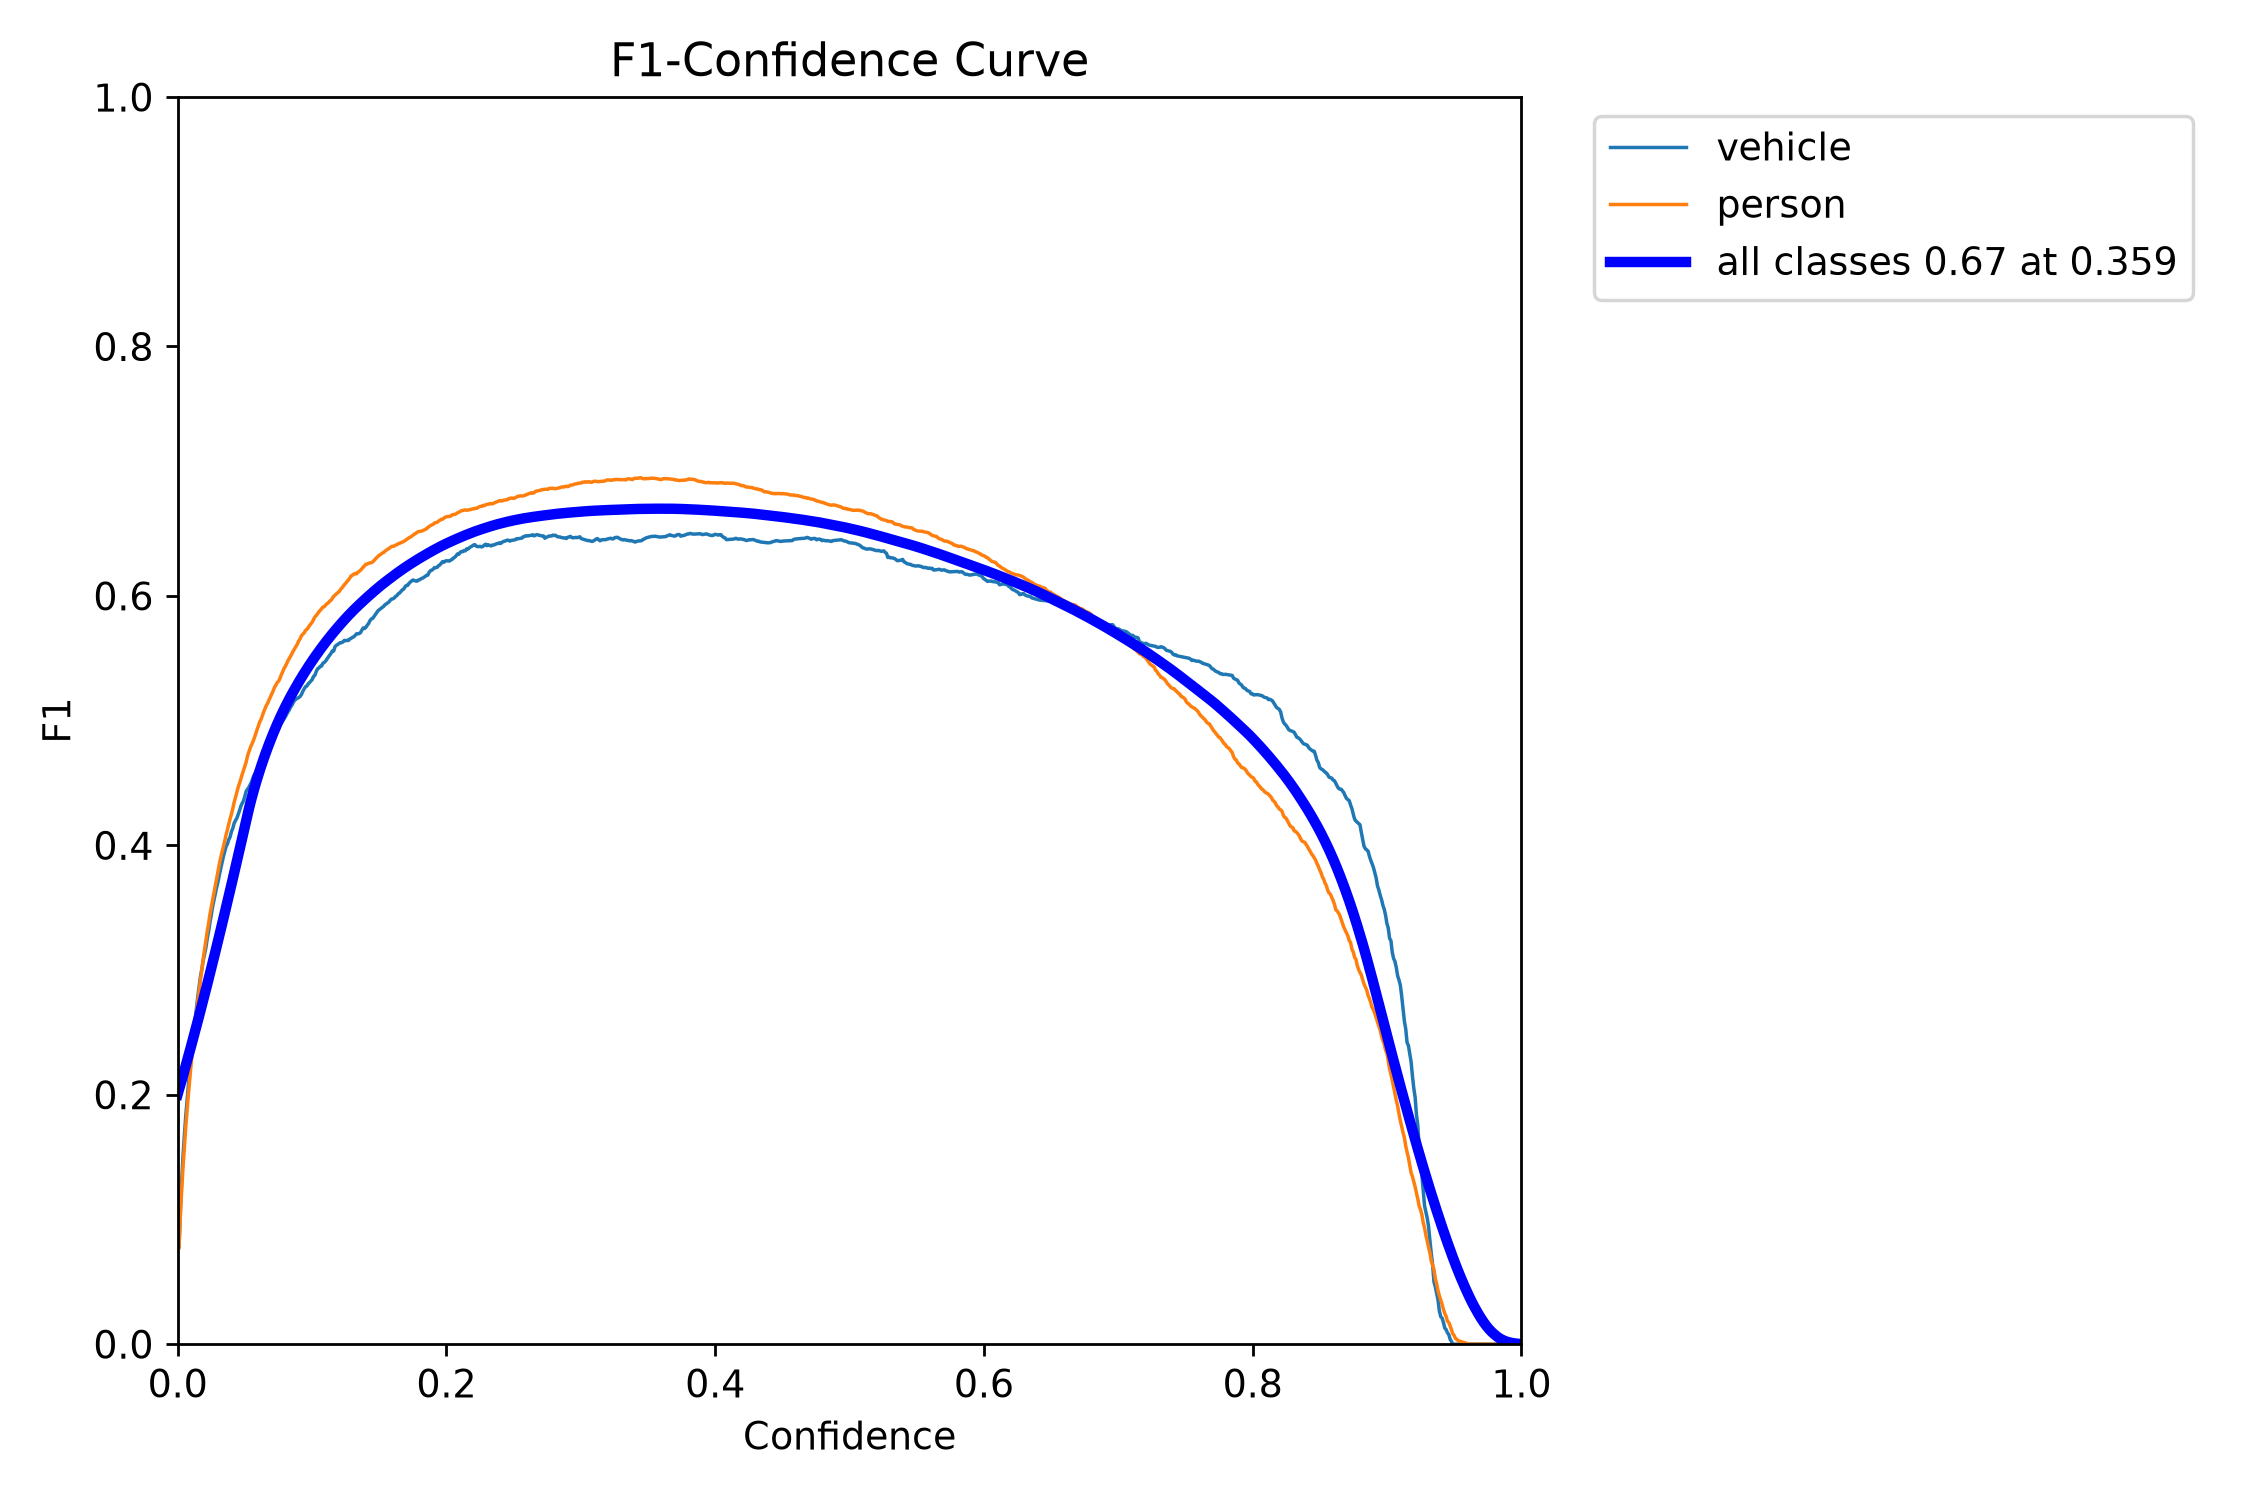 F1-Confidence Curve
1.0
0.8
0.6
0.4
0.2
0.0
F1
0.0 0.2 0.4 0.6 0.8 1.0
Confidence
vehicle
person
all classes 0.67 at 0.359